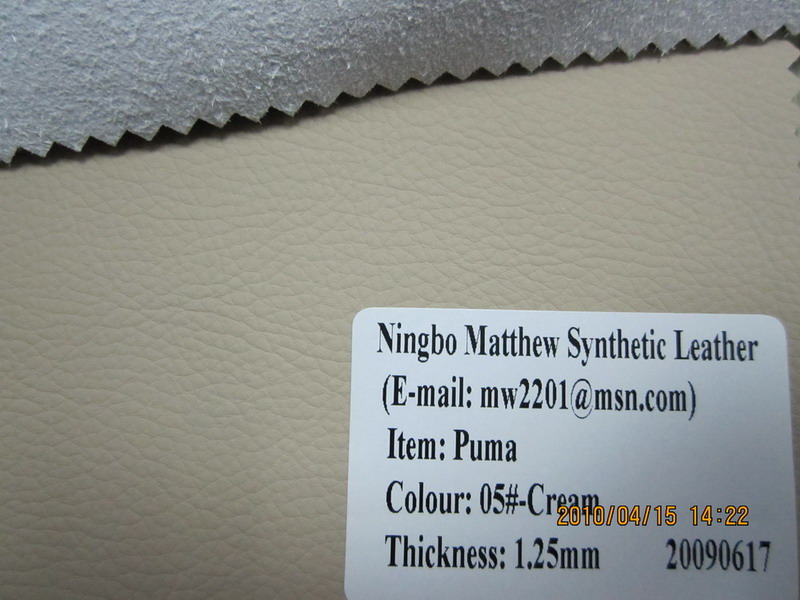 Ningbo Matthew Synthetic Leather
(E-mail: mw2201@msn.com)
Item: Puma
Colour: 05#-Cream
2010/04/15 14:22
Thickness: 1.25mm 20090617